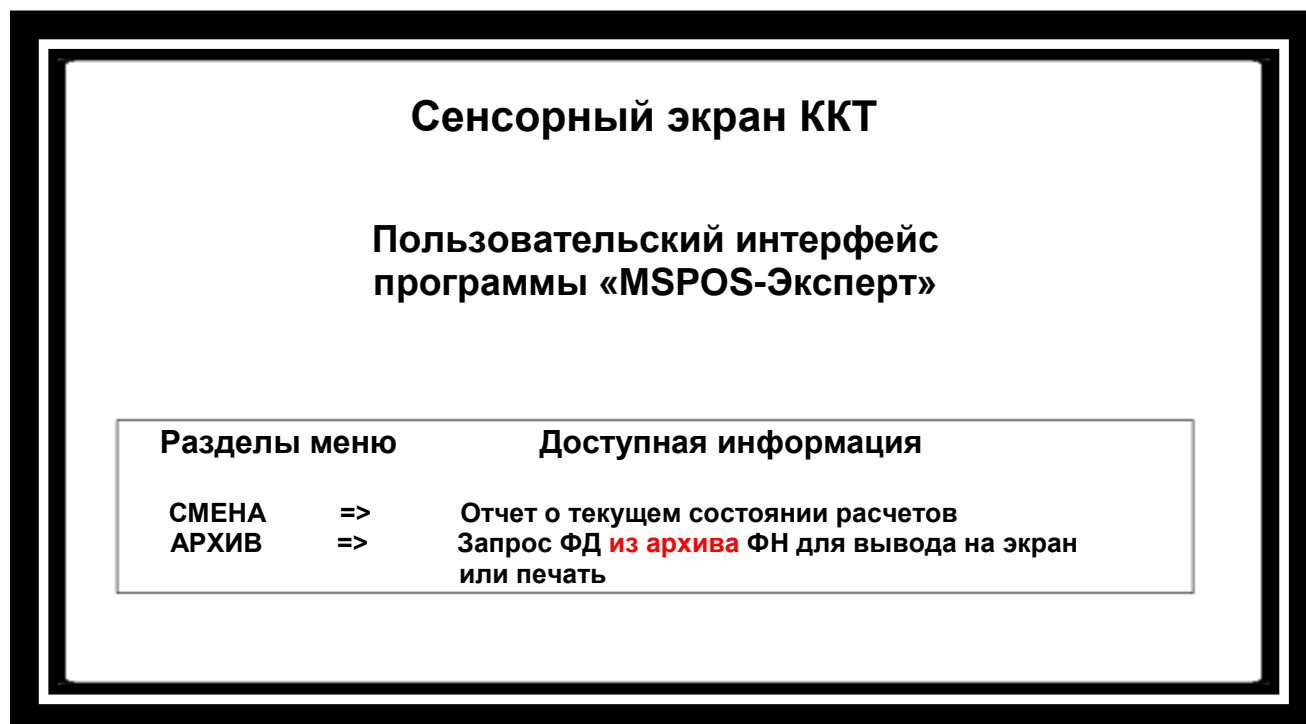 Сенсорный экран ККТ
Пользовательский интерфейс
программы «MSPOS-Эксперт»
Разделы меню Доступная информация
СМЕНА => Отчет о текущем состоянии расчетов
АРХИВ => Запрос ФД из архива ФН для вывода на экран
или печать